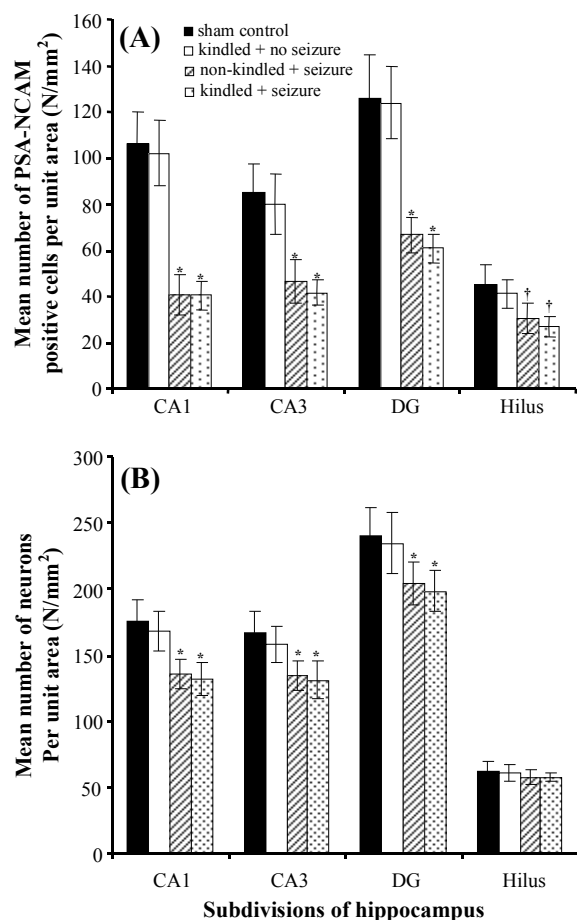 160
140
120
100
80
60
40
20
0
Mean number of PSA-NCAM
positive cells per unit area (N/mm²)
(A)
sham control
kindled + no seizure
non-kindled + seizure
kindled + seizure
* *
* *
* *
† †
CA1 CA3 DG Hilus
300
250
200
150
100
50
0
Mean number of neurons
Per unit area (N/mm²)
(B)
* *
* *
* *
CA1 CA3 DG Hilus
Subdivisions of hippocampus